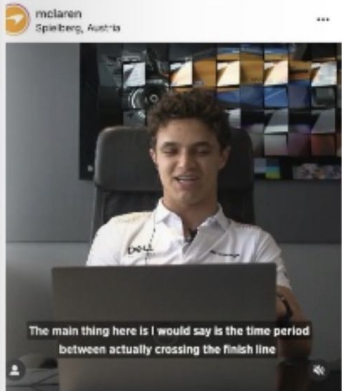 mclaren
Spielberg, Austria
DELL
The main thing here is I would say is the time period
between actually crossing the finish line